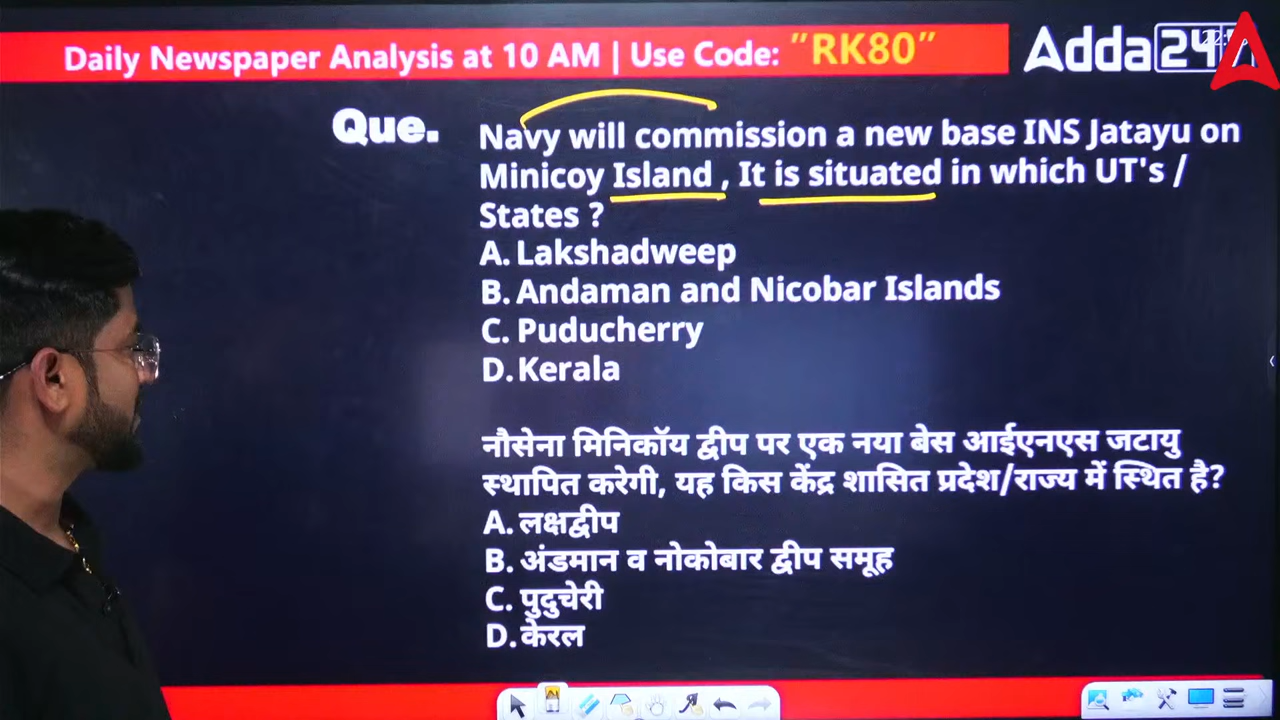 Daily Newspaper Analysis at 10 AM | Use Code: "RK80"
Adda247
Que.
Navy will commission a new base INS Jatayu on
Minicoy Island , It is situated in which UT's /
States ?
A. Lakshadweep
B. Andaman and Nicobar Islands
C. Puducherry
D. Kerala
नौसेना मिनिकॉय द्वीप पर एक नया बेस आईएनएस जटायु
स्थापित करेगी, यह किस केंद्र शासित प्रदेश/राज्य में स्थित है?
A. लक्षद्वीप
B. अंडमान व नोकोबार द्वीप समूह
C. पुदुचेरी
D. केरल